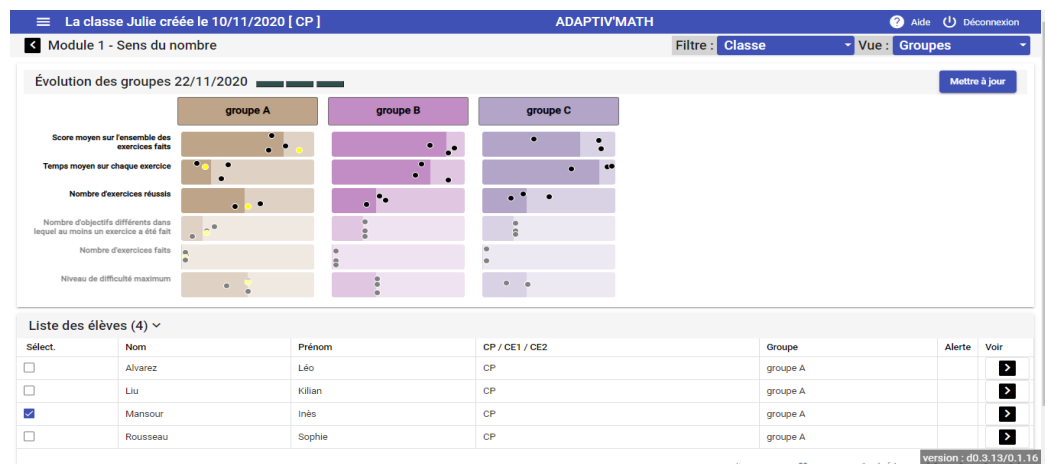 La classe Julie créée le 10/11/2020 [ CP ] ADAPTIV'MATH ? Aide Déconnexion
Module 1 - Sens du nombre Filtre : Classe Vue : Groupes
Évolution des groupes 22/11/2020 Mettre à jour
groupe A groupe B groupe C
Score moyen sur l'ensemble des
exercices faits
Temps moyen sur chaque exercice
Nombre d'exercices réussis
Nombre d'objectifs différents dans
lequel au moins un exercice a été fait
Nombre d'exercices faits
Niveau de difficulté maximum
Liste des élèves (4)
Sélect. Nom Prénom CP / CE1 / CE2 Groupe Alerte Voir
Alvarez Léo CP groupe A
Liu Kilian CP groupe A
Mansour Inès CP groupe A
Rousseau Sophie CP groupe A
version : d0.3.13/0.1.16